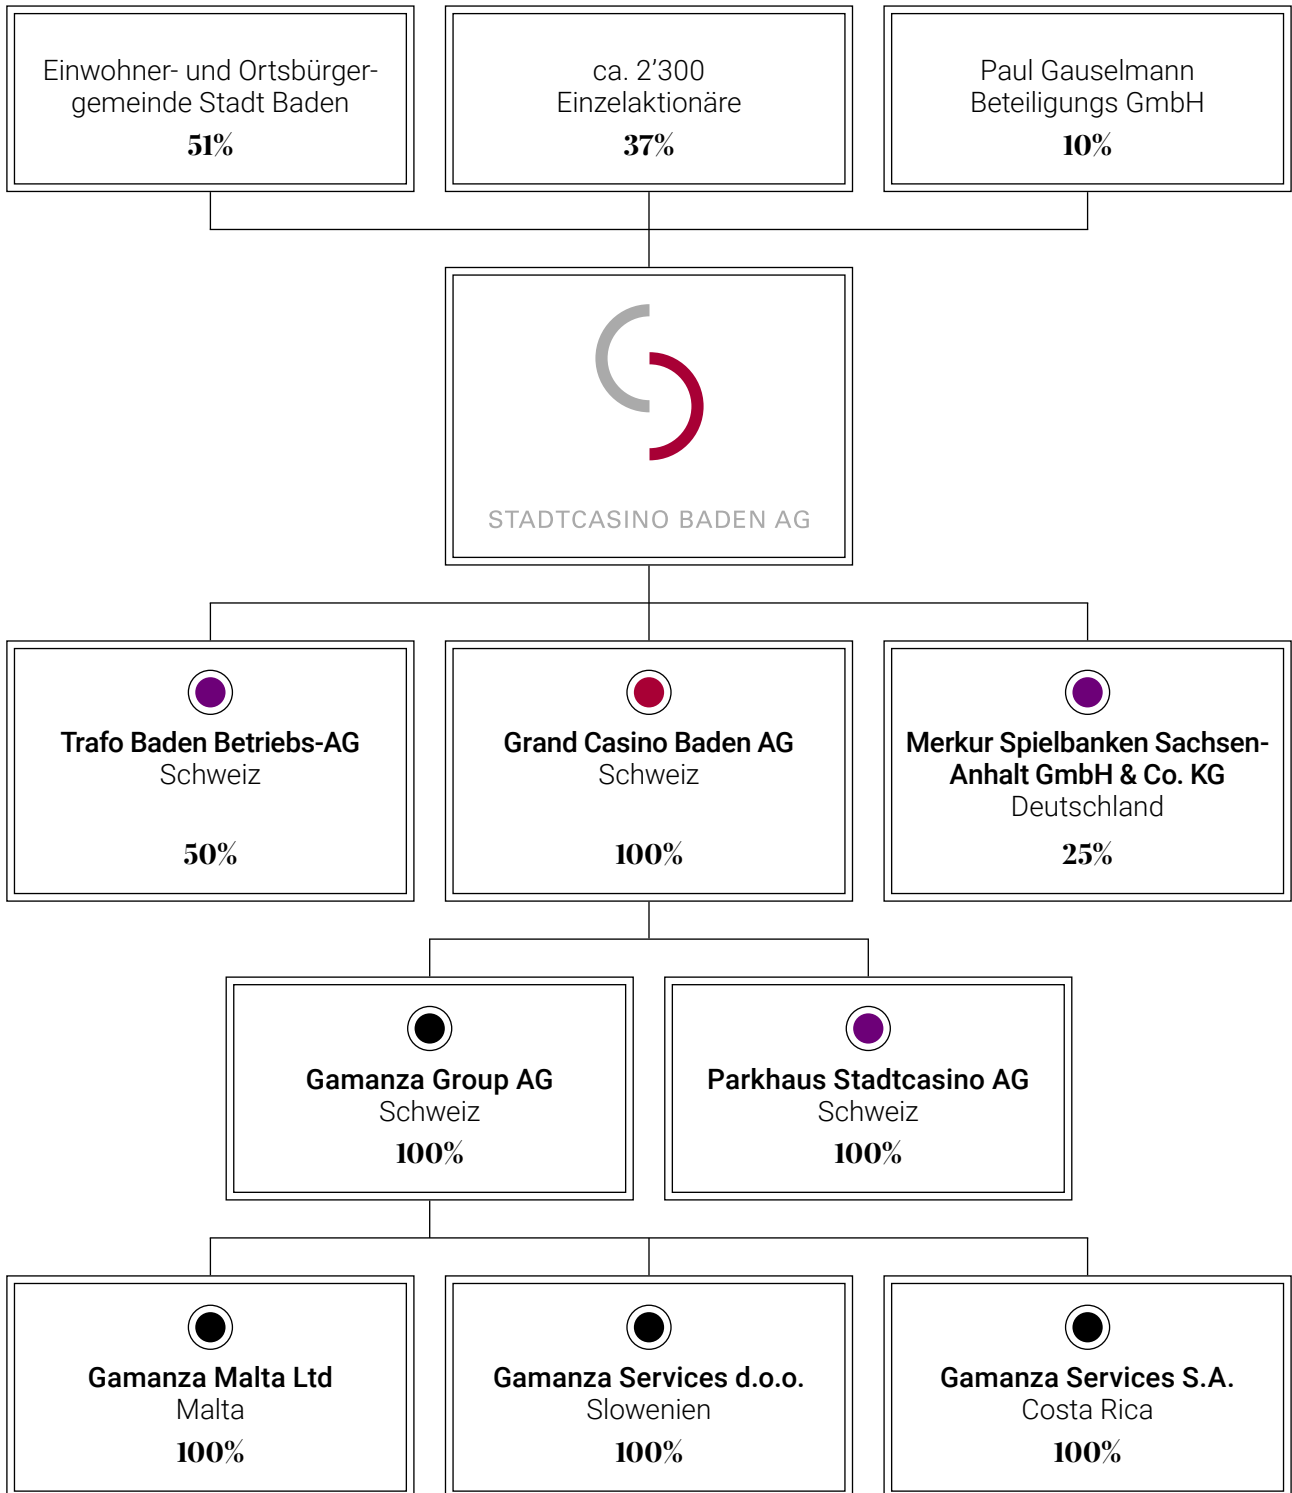 Einwohner- und Ortsbürger-
gemeinde Stadt Baden
51%
ca. 2’300
Einzelaktionäre
37%
Paul Gauselmann
Beteiligungs GmbH
10%
STADTCASINO BADEN AG
Trafo Baden Betriebs-AG
Schweiz
50%
Grand Casino Baden AG
Schweiz
100%
Merkur Spielbanken Sachsen-
Anhalt GmbH & Co. KG
Deutschland
25%
Gamanza Group AG
Schweiz
100%
Parkhaus Stadtcasino AG
Schweiz
100%
Gamanza Malta Ltd
Malta
100%
Gamanza Services d.o.o.
Slowenien
100%
Gamanza Services S.A.
Costa Rica
100%